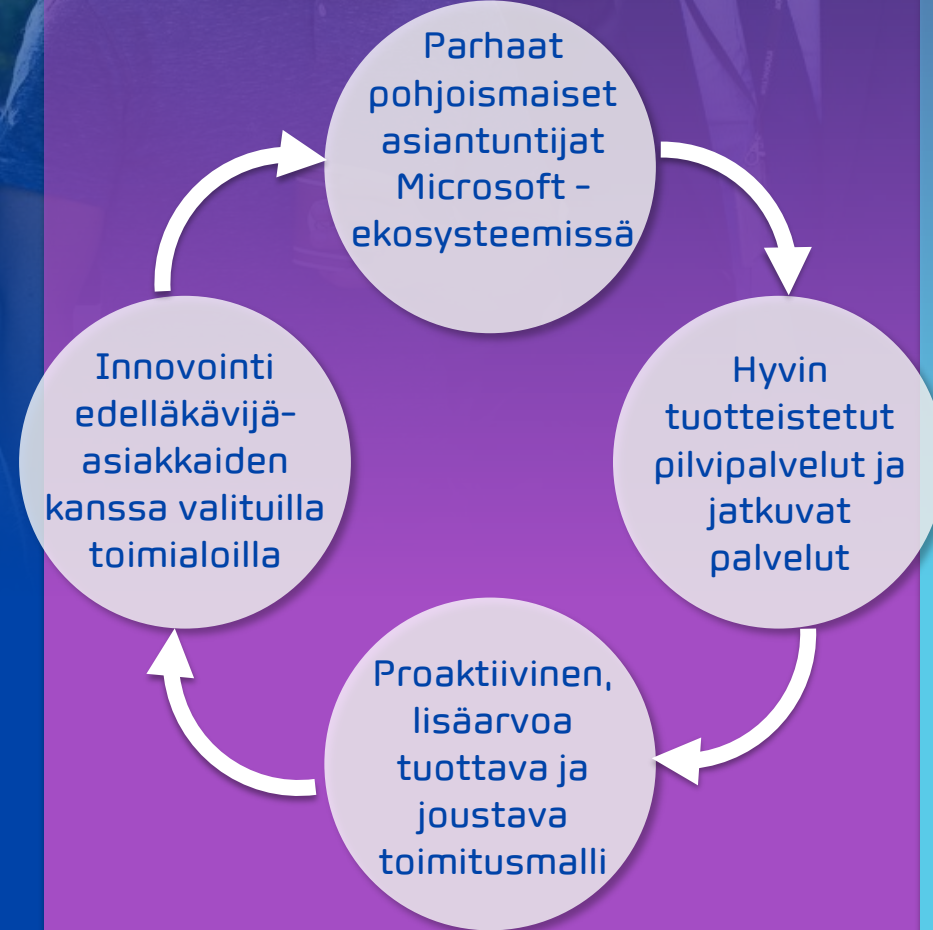 Parhaat
pohjoismaiset
asiantuntijat
Microsoft -
ekosysteemissä
Hyvin
tuotteistetut
pilvipalvelut ja
jatkuvat
palvelut
Proaktiivinen,
lisäarvoa
tuottava ja
joustava
toimitusmalli
Innovointi
edelläkävijä-
asiakkaiden
kanssa valituilla
toimialoilla